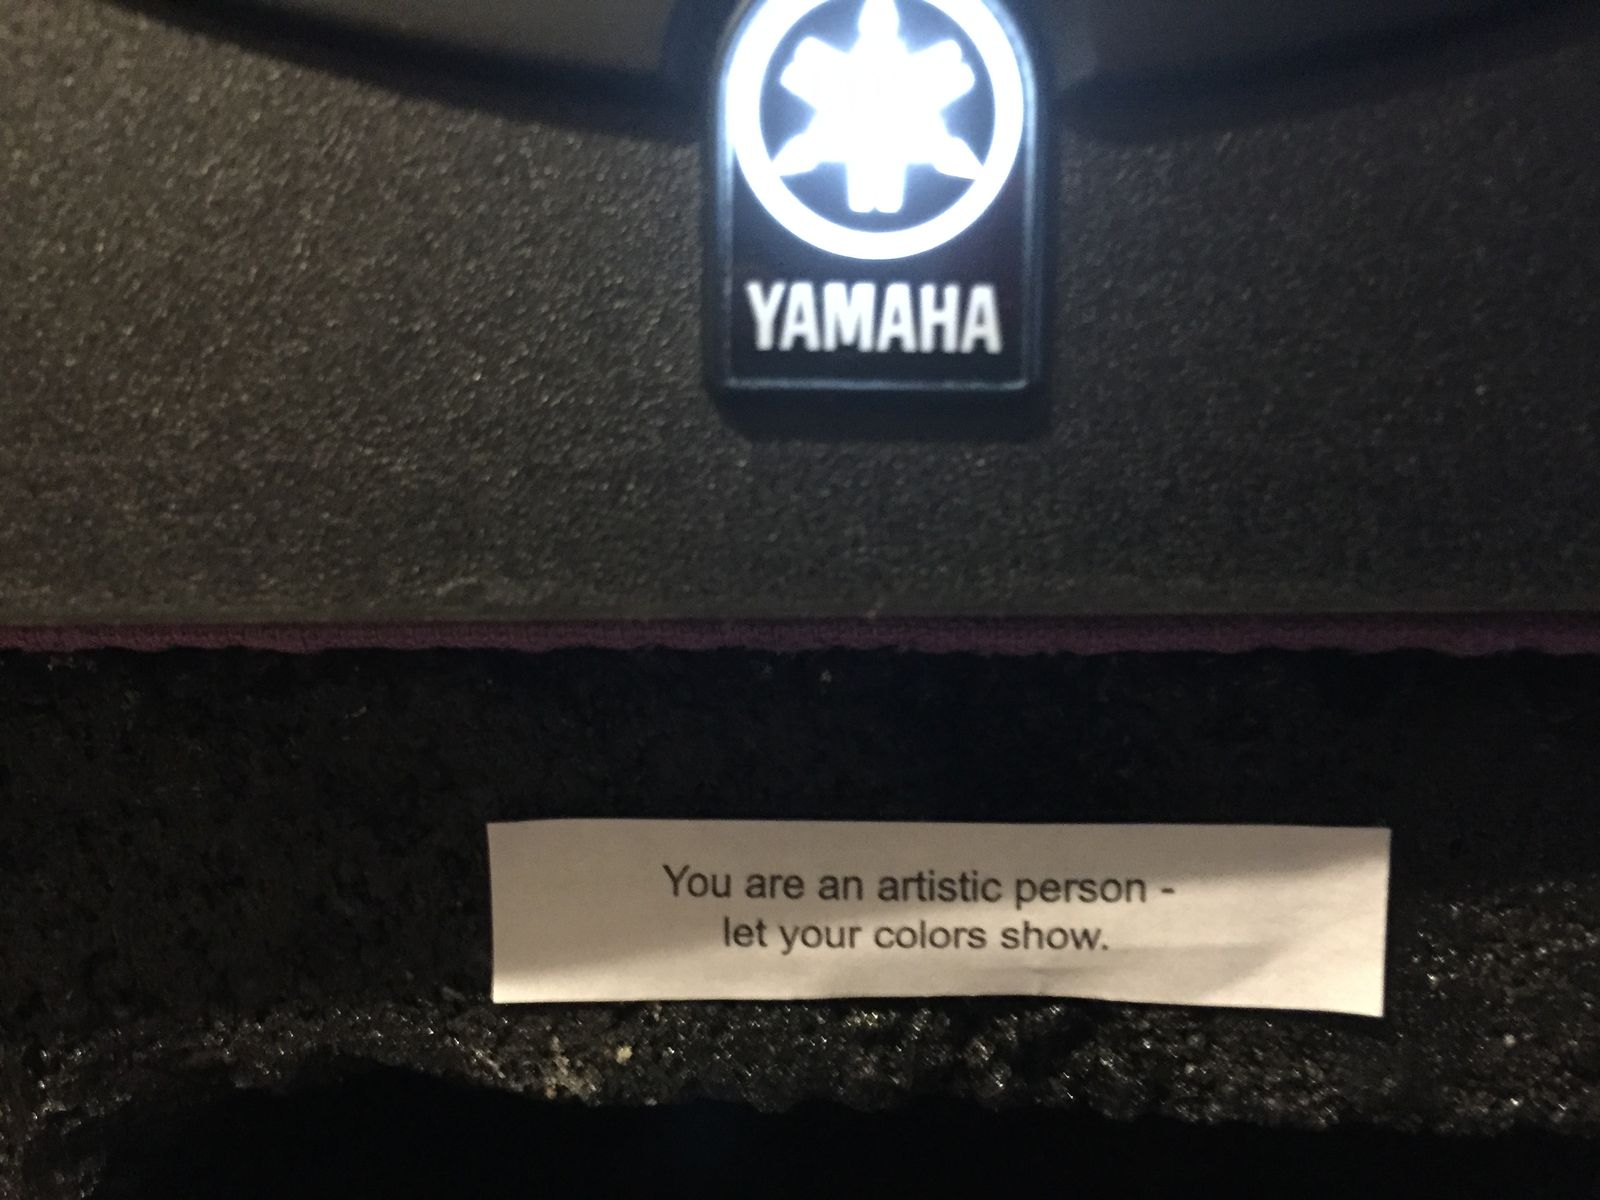 YAMAHA
You are an artistic person -
let your colors show.